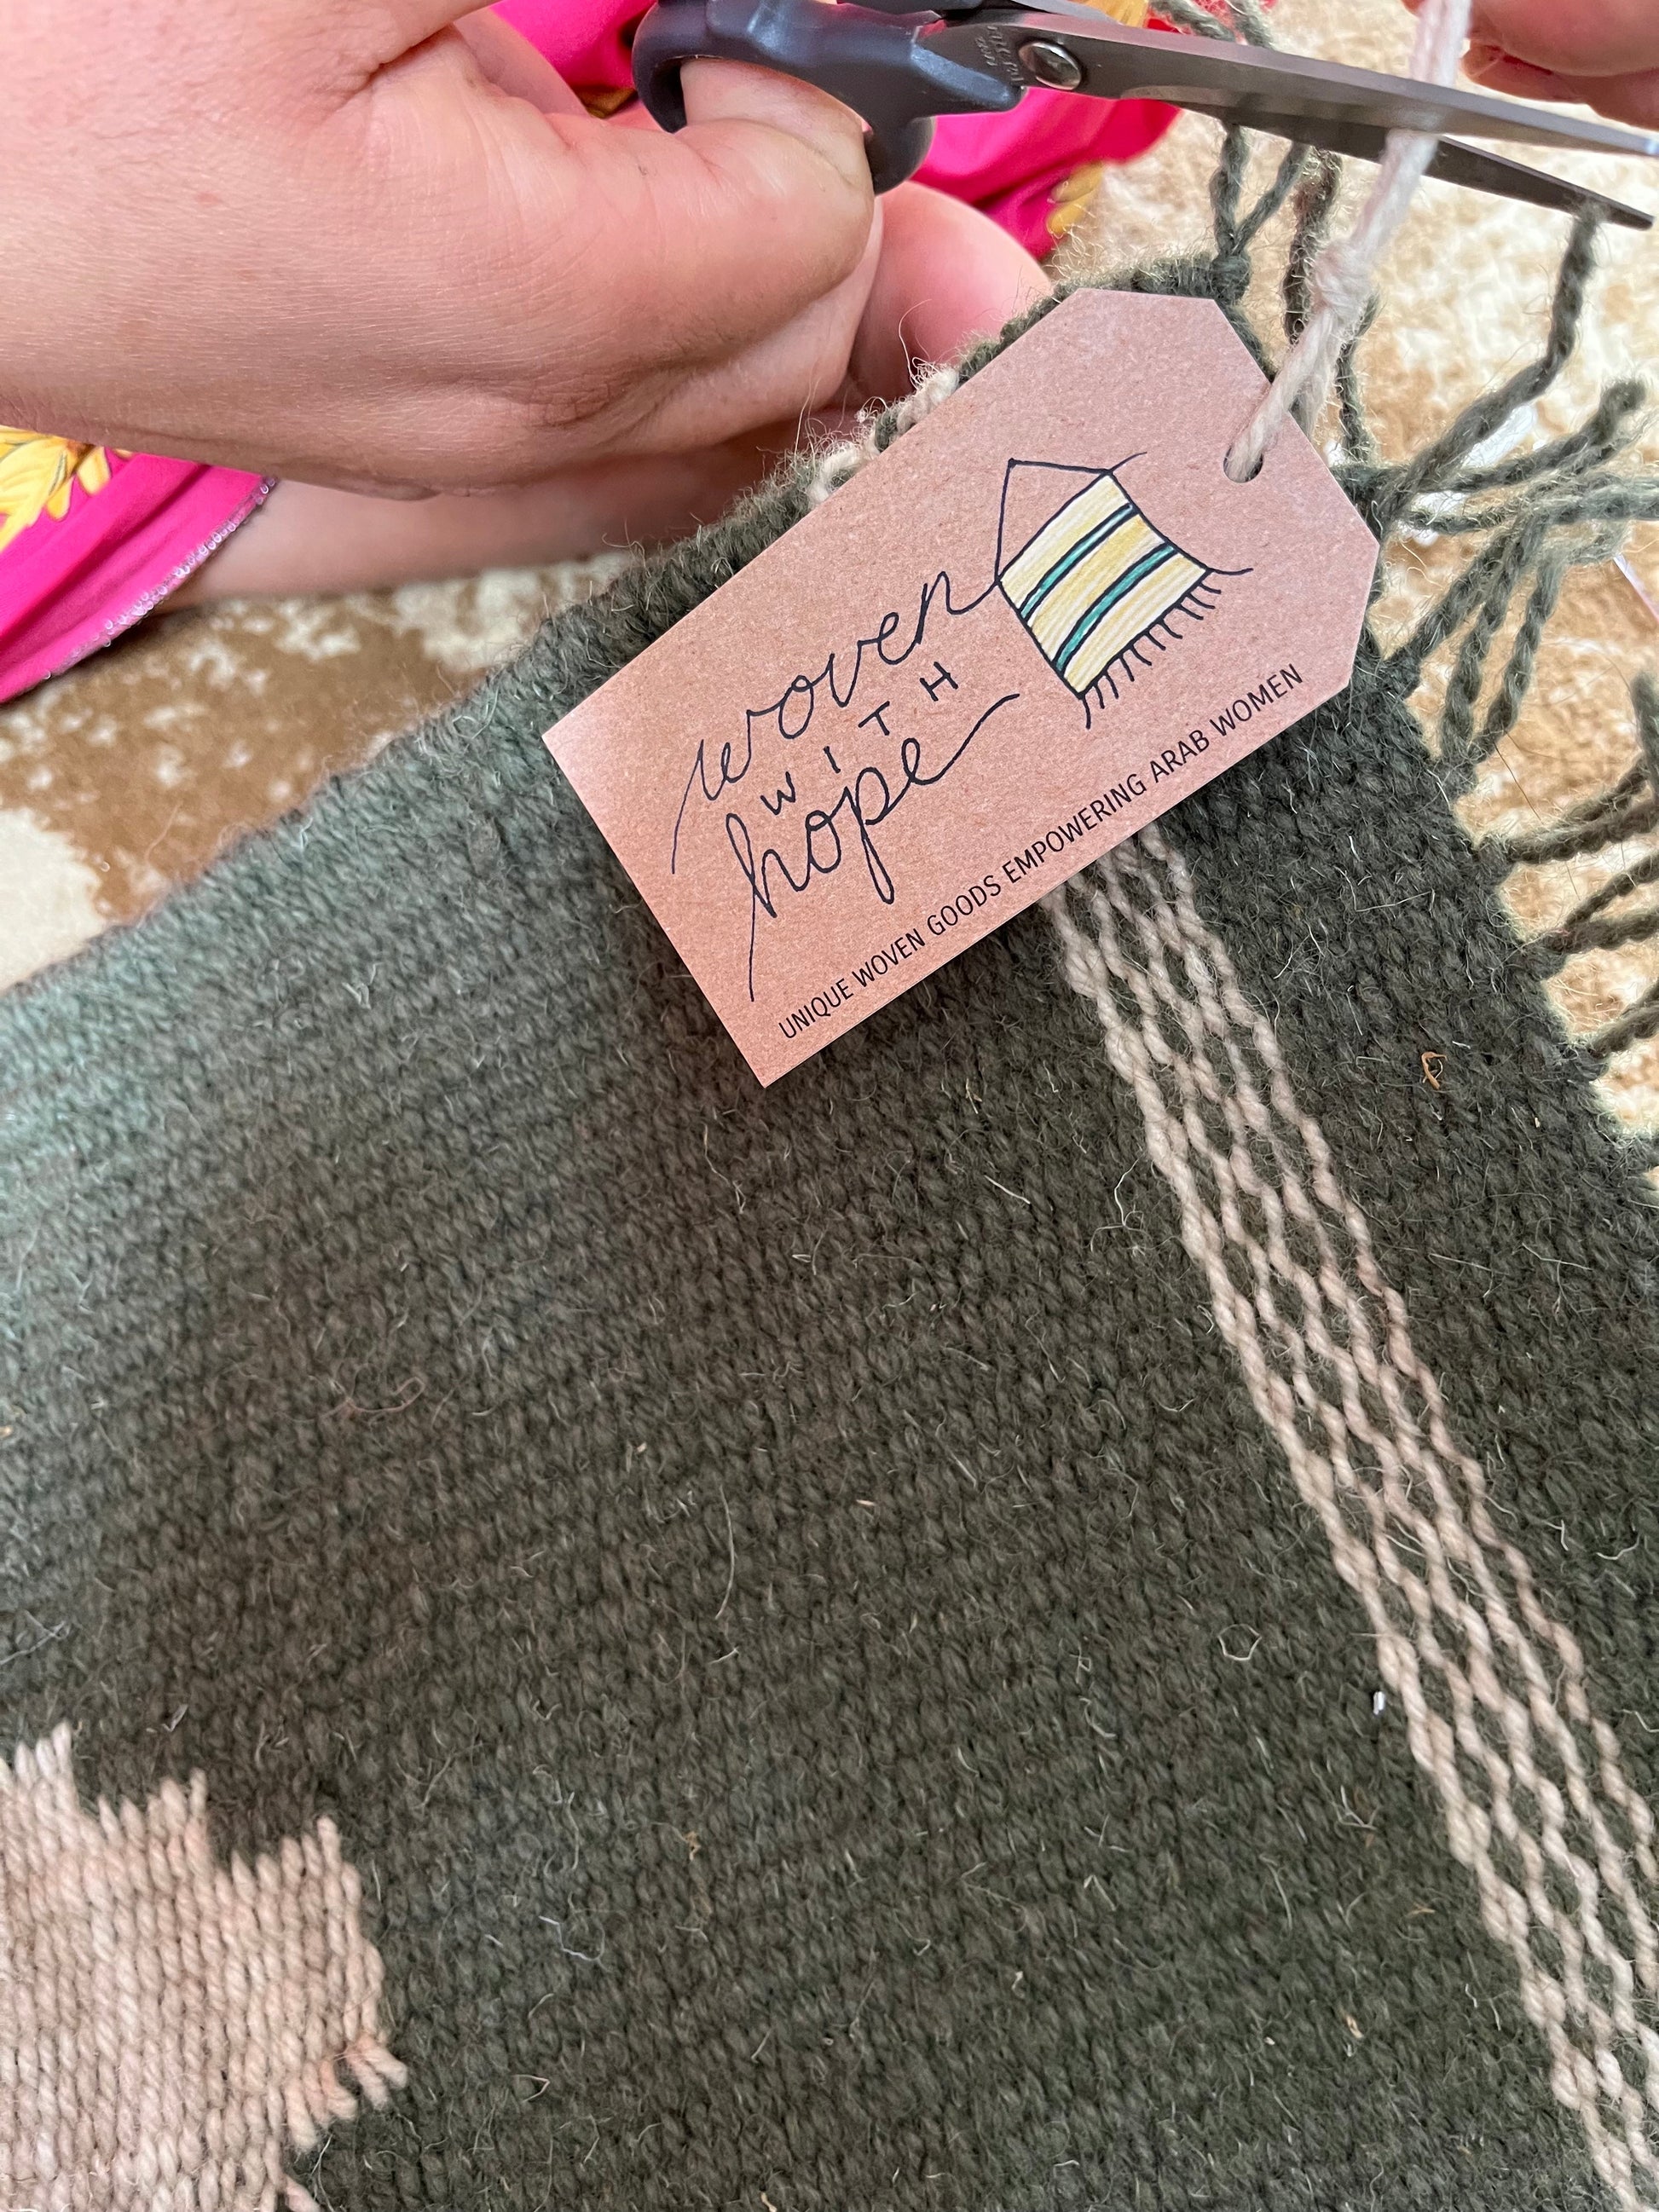 woven
WITH
hope
UNIQUE WOVEN GOODS EMPOWERING ARAB WOMEN